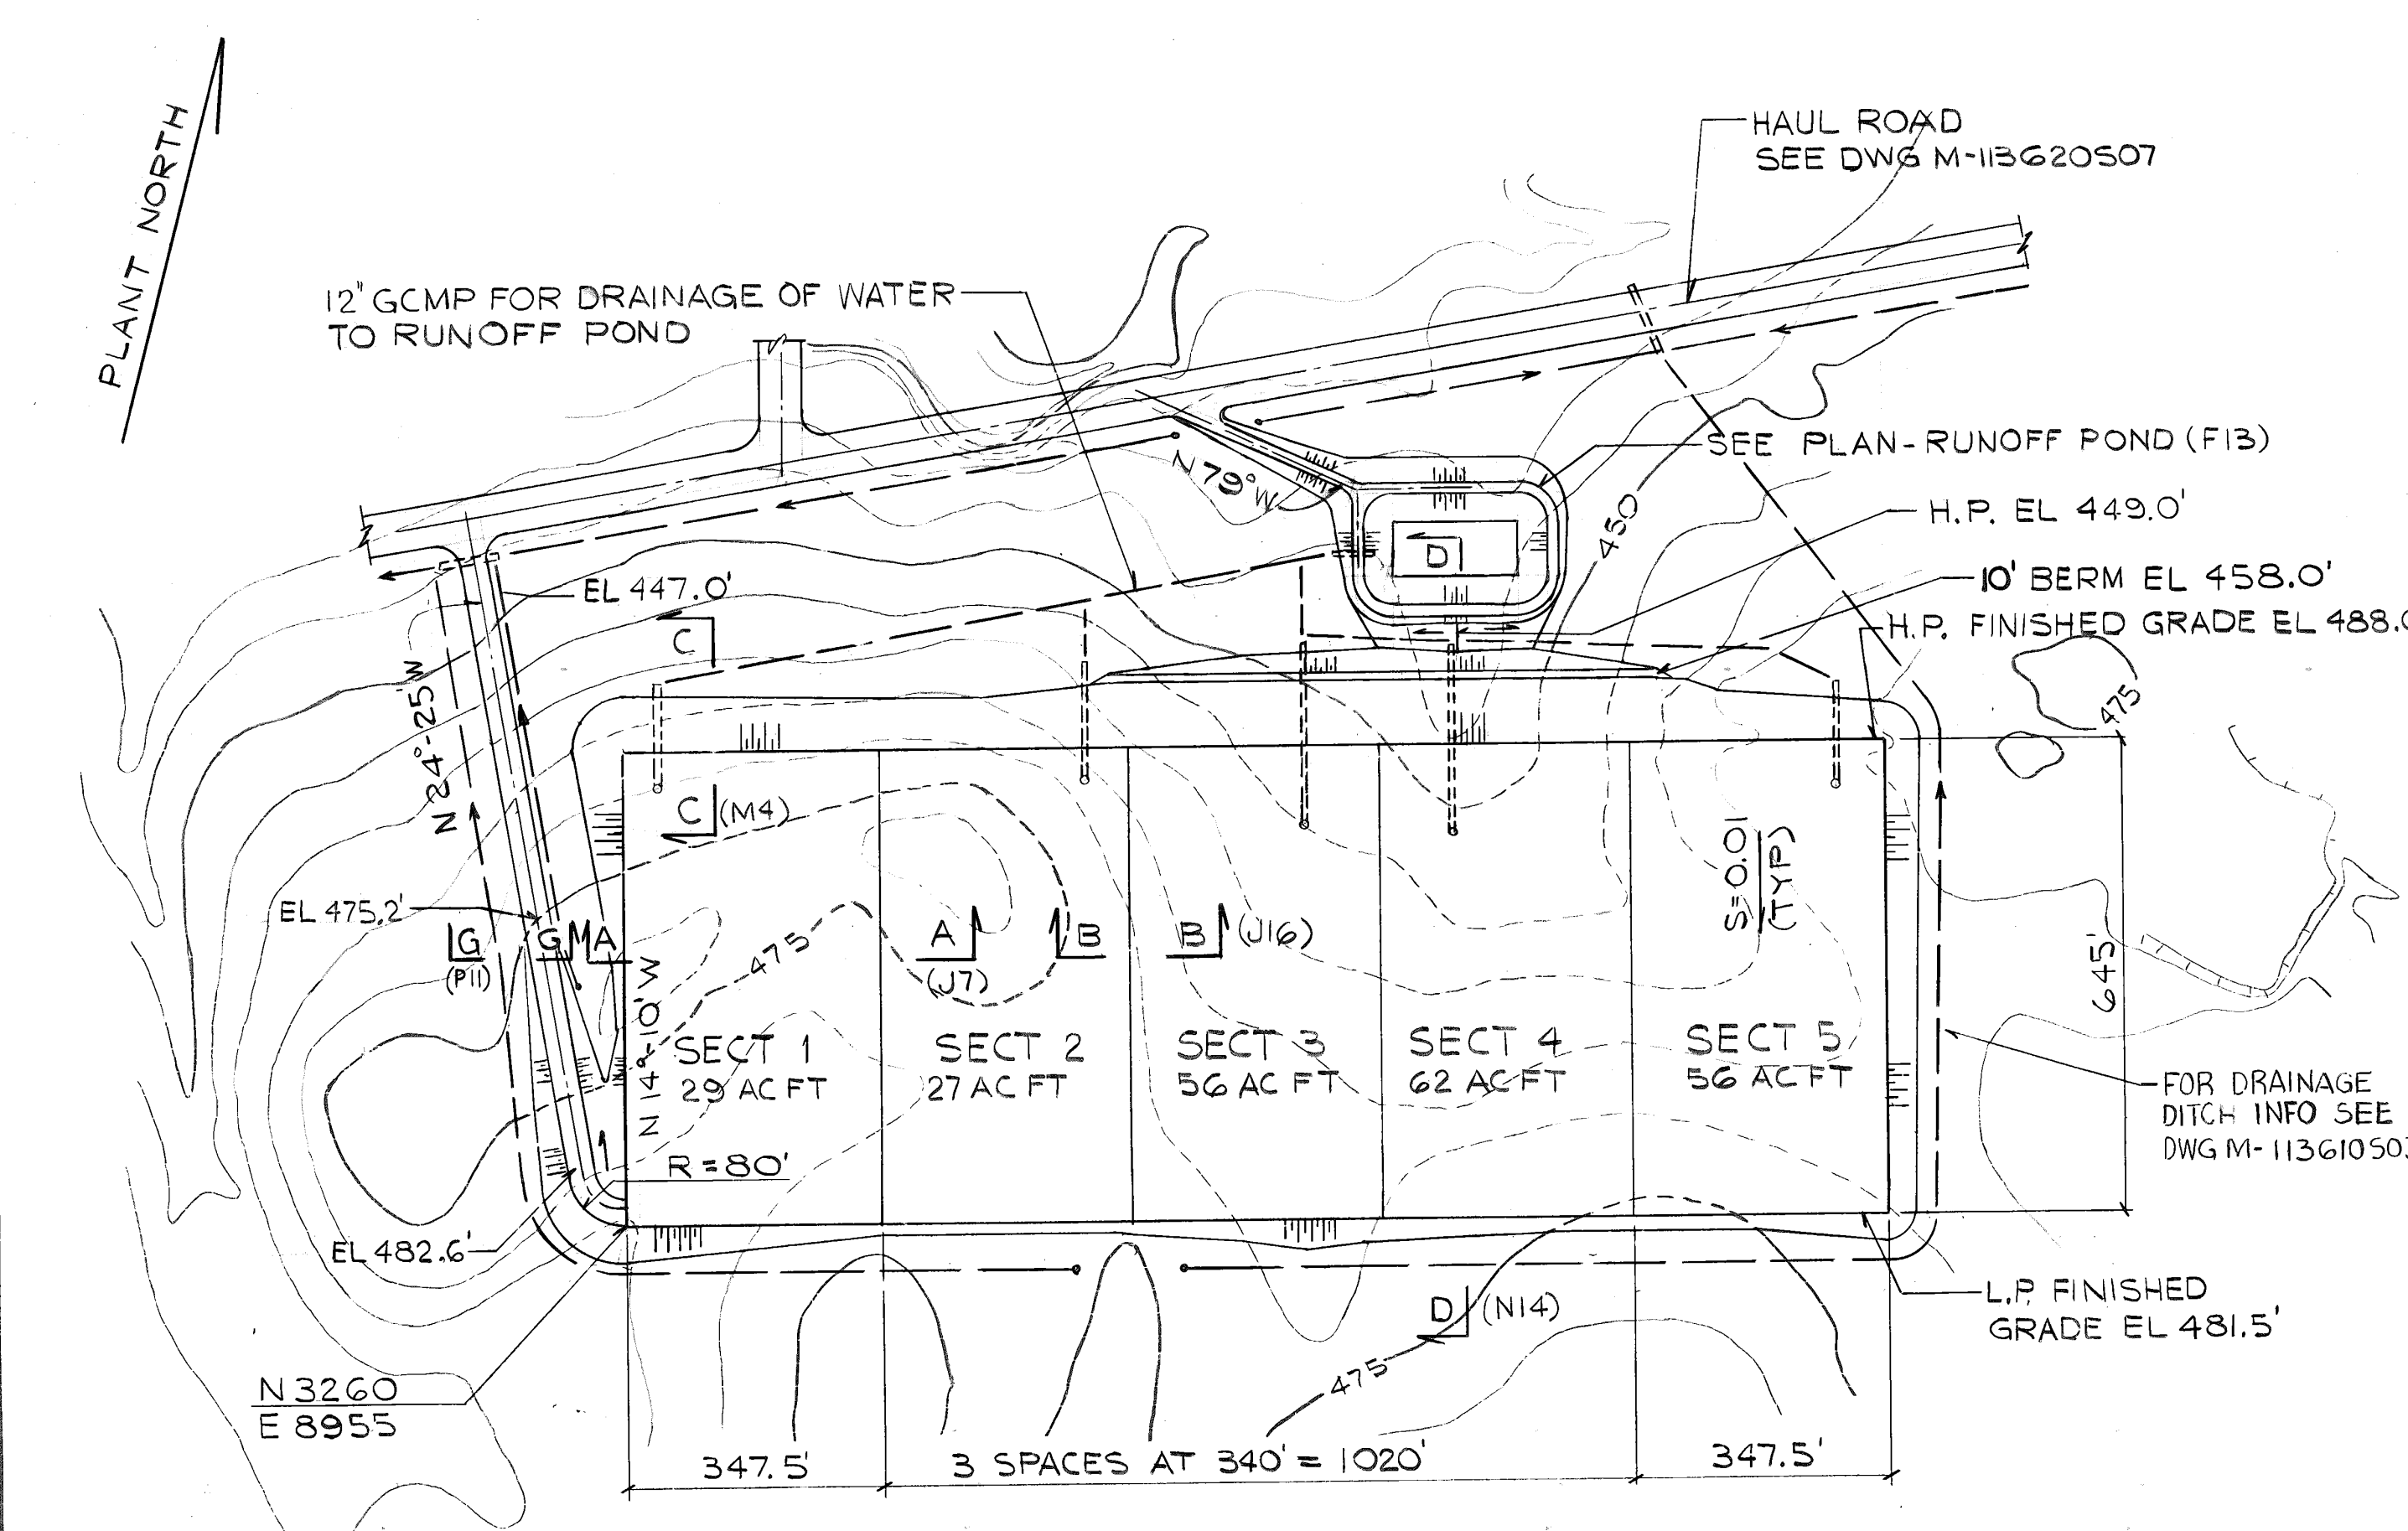 PLANT NORTH
HAUL ROAD
SEE DWG M-113620507
12" GCMP FOR DRAINAGE OF WATER
TO RUNOFF POND
SEE PLAN-RUNOFF POND (F13)
N 79° W
450
H.P. EL 449.0'
D
10' BERM EL 458.0'
EL 447.0'
H.P. FINISHED GRADE EL 488.0
C
475
N 24°-25' W
C (M4)
S=0.01
(TYP)
EL 475.2'
G
(P11)
G
A
475
A
(J7)
B
B (J16)
645'
N 14°-10' W
SECT 1
29 AC FT
SECT 2
27 AC FT
SECT 3
56 AC FT
SECT 4
62 AC FT
SECT 5
56 AC FT
FOR DRAINAGE
DITCH INFO SEE
DWG M-11361050
R = 80'
EL 482.6'
L.P. FINISHED
GRADE EL 481.5'
D (N14)
475
N 3260
E 8955
347.5'
3 SPACES AT 340' = 1020'
347.5'